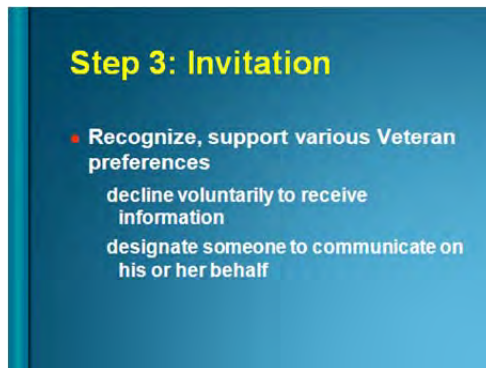 Step 3: Invitation
• Recognize, support various Veteran
preferences
decline voluntarily to receive
information
designate someone to communicate on
his or her behalf